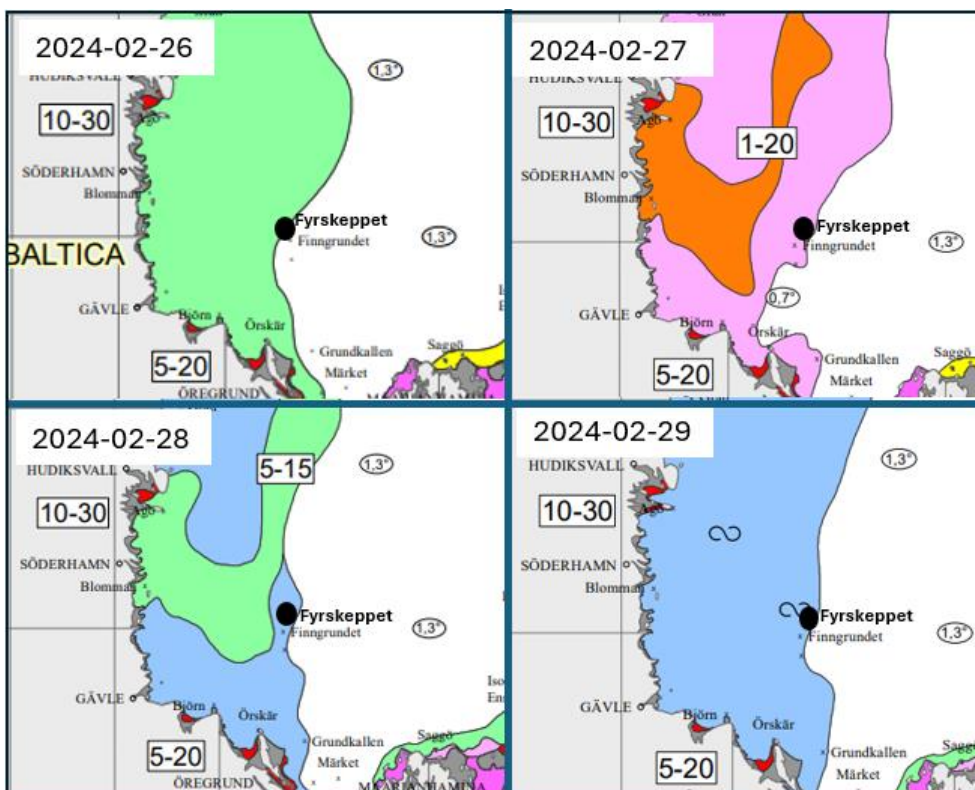 2024-02-26
HUDIKSVALL
1,3°
10-30
Agö
SÖDERHAMN
Blomman
Fyrskeppet
Finngrundet
1,3°
BALTICA
GÄVLE
Björn
Örskär
Saggö
5-20
Grundkallen
Märket
ÖREGRUND
2024-02-27
HUDIKSVALL
10-30
Agö
1-20
SÖDERHAMN
Blomman
Fyrskeppet
Finngrundet
1,3°
0,7°
GÄVLE
Björn
Örskär
Grundkallen
Saggö
5-20
Märket
2024-02-28
HUDIKSVALL
5-15
1,3°
10-30
Agö
SÖDERHAMN
Blomman
Fyrskeppet
Finngrundet
1,3°
GÄVLE
Björn
Örskär
Grundkallen
Saggö
5-20
Märket
ÖREGRUND
MAARIANHAMINA
2024-02-29
1,3°
HUDIKSVALL
10-30
Agö
SÖDERHAMN
Blomman
Fyrskeppet
Finngrundet
1,3°
GÄVLE
Björn
Örskär
Grundkallen
Saggö
5-20
Märket